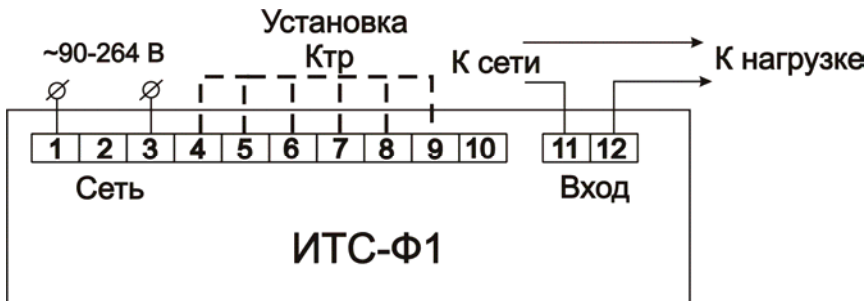 Установка
~90-264 В
Ктр
К сети
К нагрузке
1 2 3 4 5 6 7 8 9 10 11 12
Сеть
Вход
ИТС-Ф1